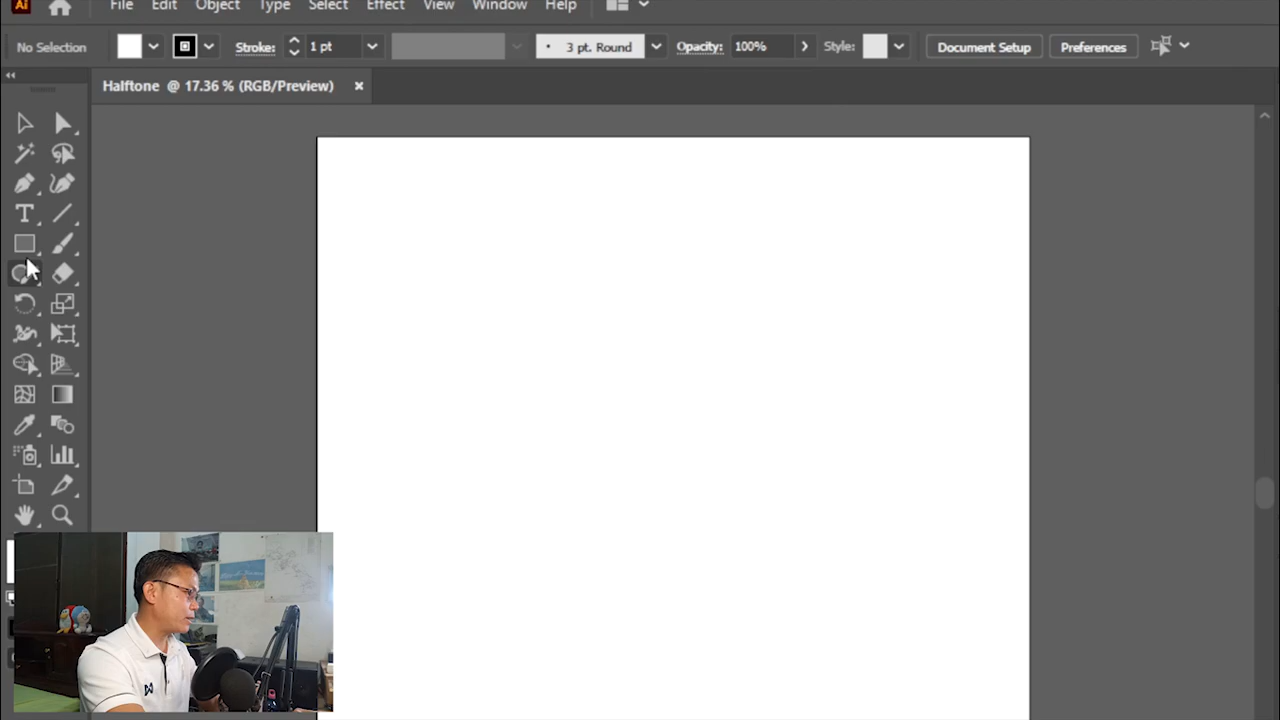 Ai File Edit Object Type Select Effect View Window Help
No Selection Stroke: 1 pt 3 pt. Round Opacity: 100% Style: Document Setup Preferences
Halftone @ 17.36 % (RGB/Preview)